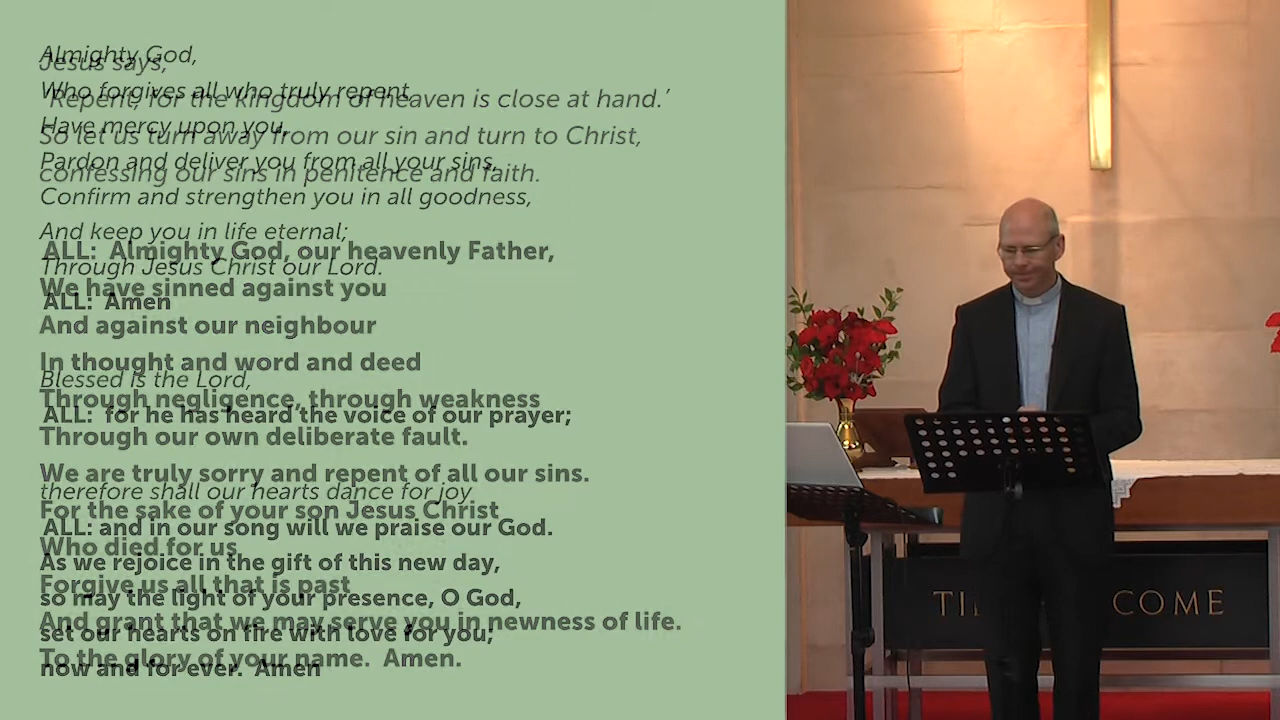 Jesus says,
‘Repent, for the kingdom of heaven is close at hand.’
So let us turn away from our sin and turn to Christ,
confessing our sins in penitence and faith.
ALL: Almighty God, our heavenly Father,
We have sinned against you
And against our neighbour
In thought and word and deed
Through negligence, through weakness
Through our own deliberate fault.
We are truly sorry and repent of all our sins.
For the sake of your son Jesus Christ
Who died for us
Forgive us all that is past
And grant that we may serve you in newness of life.
To the glory of your name. Amen.
Almighty God,
Who forgives all who truly repent,
Have mercy upon you,
Pardon and deliver you from all your sins,
Confirm and strengthen you in all goodness,
And keep you in life eternal;
Through Jesus Christ our Lord.
ALL: Amen
Blessed is the Lord,
ALL: for he has heard the voice of our prayer;
therefore shall our hearts dance for joy
ALL: and in our song will we praise our God.
As we rejoice in the gift of this new day,
so may the light of your presence, O God,
set our hearts on fire with love for you;
now and for ever. Amen
COME